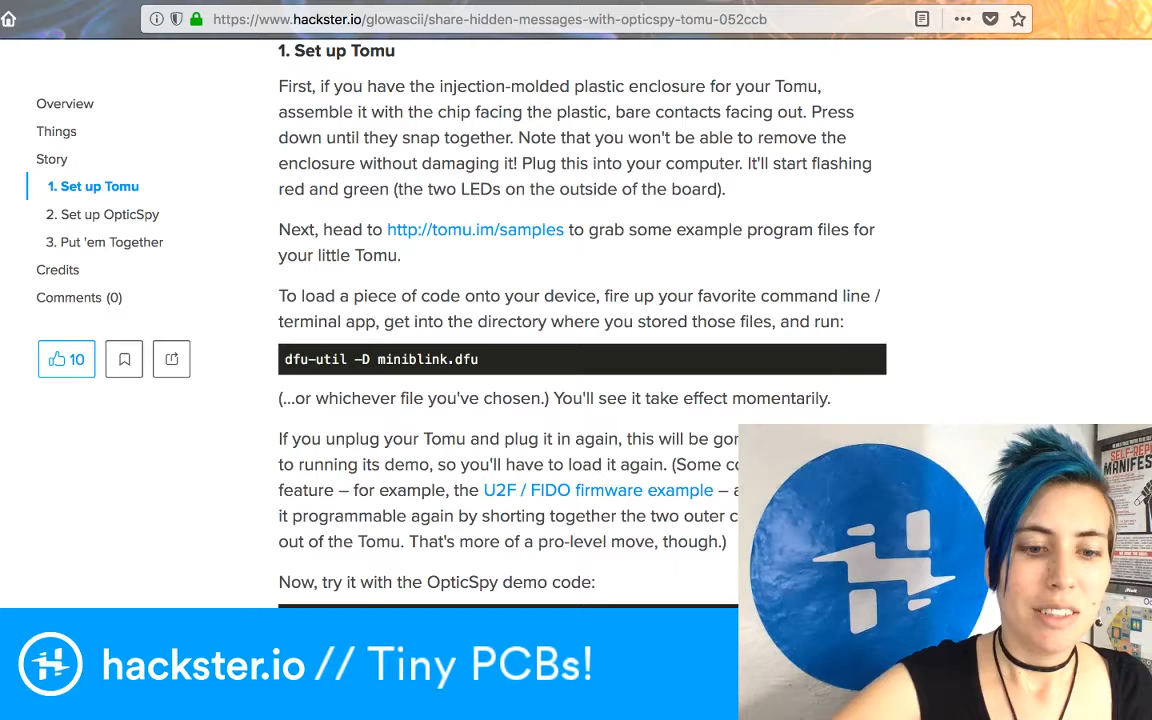 https://www.hackster.io/glowascii/share-hidden-messages-with-opticspy-tomu-052ccb
Overview
Things
Story
1. Set up Tomu
2. Set up OpticSpy
3. Put 'em Together
Credits
Comments (0)
10
1. Set up Tomu
First, if you have the injection-molded plastic enclosure for your Tomu,
assemble it with the chip facing the plastic, bare contacts facing out. Press
down until they snap together. Note that you won't be able to remove the
enclosure without damaging it! Plug this into your computer. It'll start flashing
red and green (the two LEDs on the outside of the board).
Next, head to http://tomu.im/samples to grab some example program files for
your little Tomu.
To load a piece of code onto your device, fire up your favorite command line /
terminal app, get into the directory where you stored those files, and run:
dfu-util -D miniblink.dfu
(...or whichever file you've chosen.) You'll see it take effect momentarily.
If you unplug your Tomu and plug it in again, this will be
to running its demo, so you'll have to load it again. (Some
feature – for example, the U2F / FIDO firmware example –
it programmable again by shorting together the two outer
out of the Tomu. That's more of a pro-level move, though.)
Now, try it with the OpticSpy demo code:
SELF-REP
MANIFES
hackster.io // Tiny PCBs!